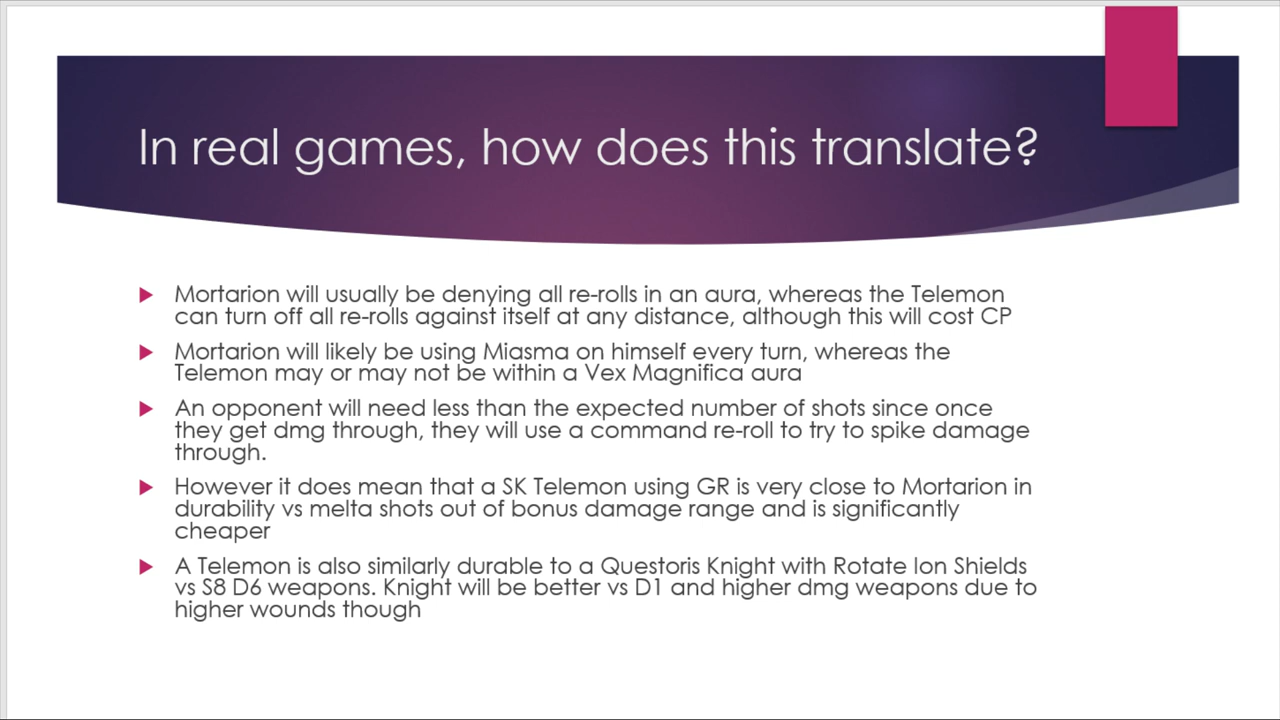 In real games, how does this translate?
Mortarion will usually be denying all re-rolls in an aura, whereas the Telemon
can turn off all re-rolls against itself at any distance, although this will cost CP
Mortarion will likely be using Miasma on himself every turn, whereas the
Telemon may or may not be within a Vex Magnifica aura
An opponent will need less than the expected number of shots since once
they get dmg through, they will use a command re-roll to try to spike damage
through.
However it does mean that a SK Telemon using GR is very close to Mortarion in
durability vs melta shots out of bonus damage range and is significantly
cheaper
A Telemon is also similarly durable to a Questoris Knight with Rotate Ion Shields
vs S8 D6 weapons. Knight will be better vs D1 and higher dmg weapons due to
higher wounds though